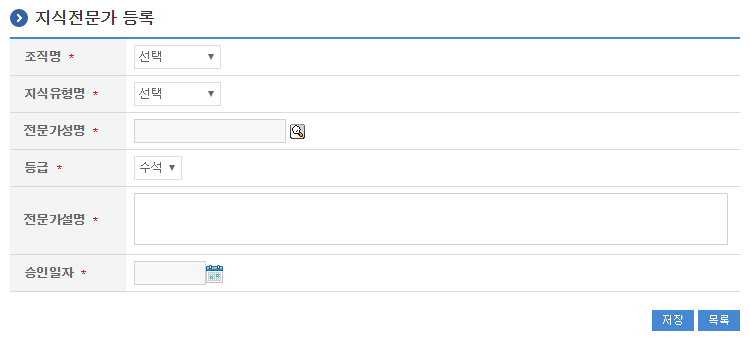 지식전문가 등록
조직명 * 선택
지식유형명 * 선택
전문가성명 *
등급 * 수석
전문가설명 *
승인일자 *
저장 목록